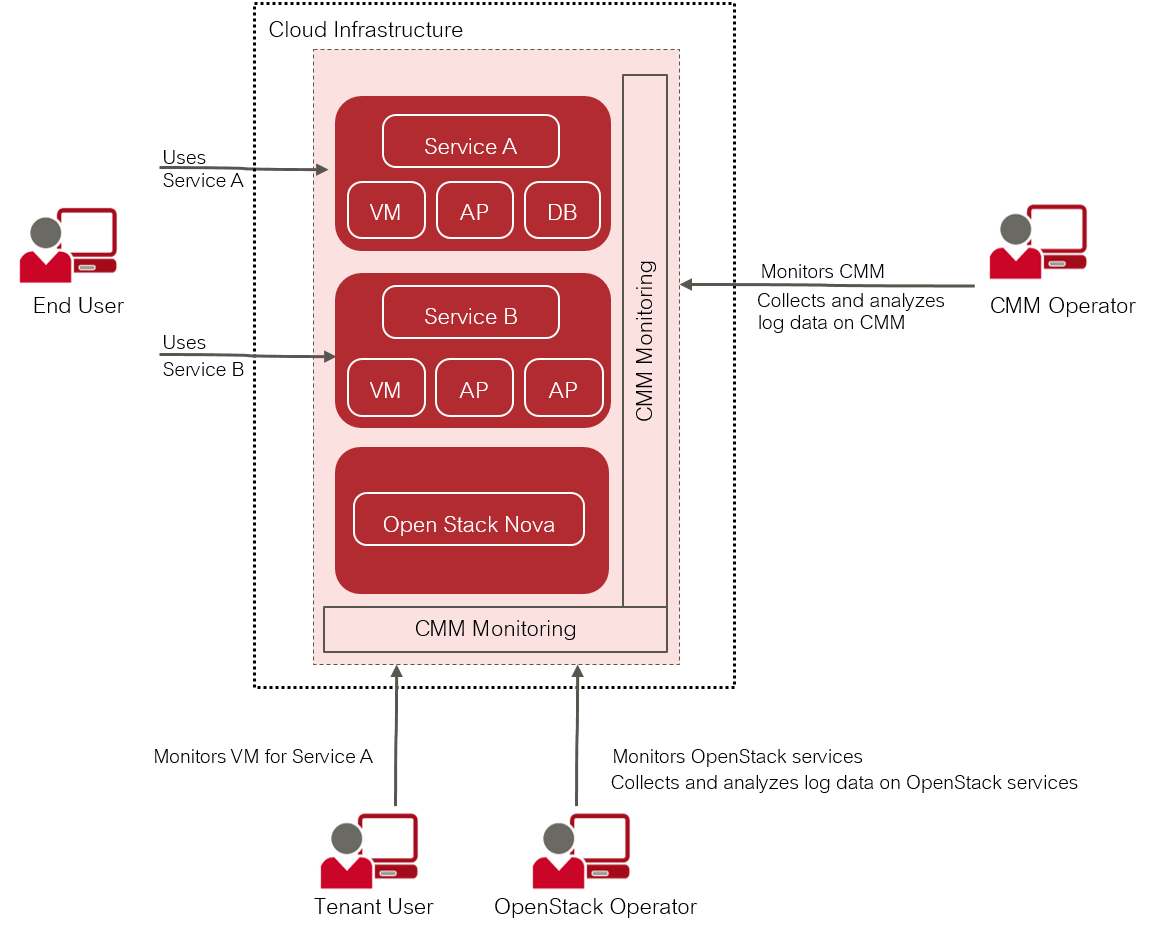 Cloud Infrastructure
Uses
Service A
Service A
VM
AP
DB
End User
Uses
Service B
Service B
VM
AP
AP
CMM Monitoring
Monitors CMM
Collects and analyzes
log data on CMM
CMM Operator
Open Stack Nova
CMM Monitoring
Monitors VM for Service A
Monitors OpenStack services
Collects and analyzes log data on OpenStack services
Tenant User
OpenStack Operator